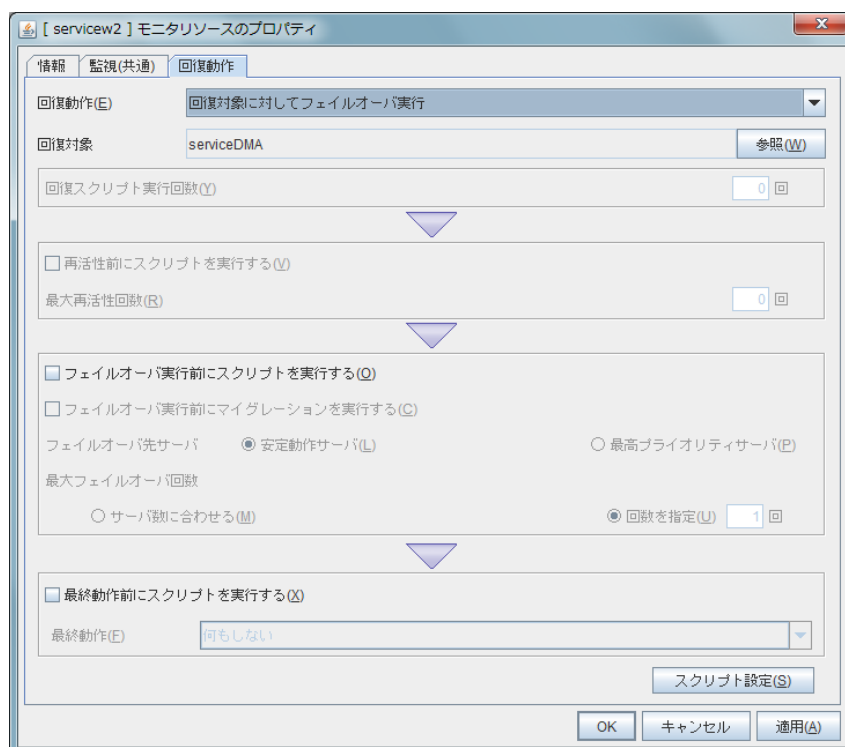 [ servicew2 ] モニタリソースのプロパティ
情報 監視(共通) 回復動作
回復動作(E) 回復対象に対してフェイルオーバ実行
回復対象 serviceDMA 参照(W)
回復スクリプト実行回数(Y) 0 回
再活性前にスクリプトを実行する(V)
最大再活性回数(R) 0 回
フェイルオーバ実行前にスクリプトを実行する(O)
フェイルオーバ実行前にマイグレーションを実行する(C)
フェイルオーバ先サーバ 安定動作サーバ(L) 最高プライオリティサーバ(P)
最大フェイルオーバ回数
サーバ数に合わせる(M) 回数を指定(U) 1 回
最終動作前にスクリプトを実行する(X)
最終動作(F) 何もしない
スクリプト設定(S)
OK キャンセル 適用(A)